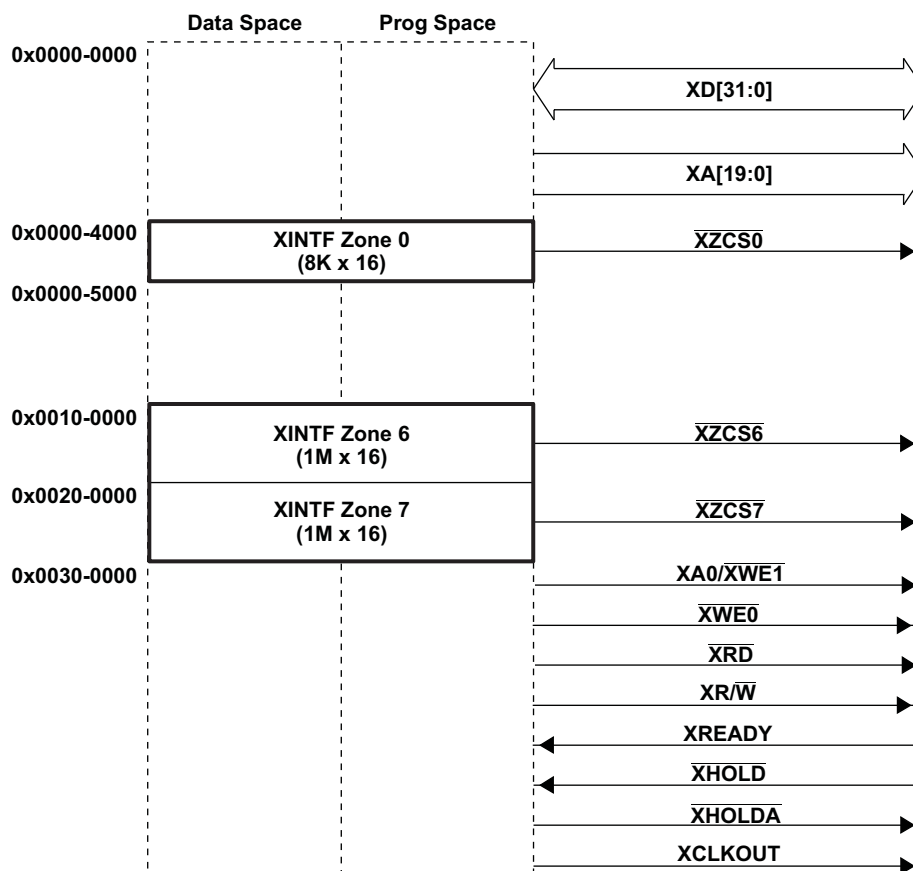 Data Space Prog Space
0x0000-0000
XD[31:0]
XA[19:0]
0x0000-4000
XINTF Zone 0
(8K x 16)
XZCS0
0x0000-5000
0x0010-0000
XINTF Zone 6
(1M x 16)
XZCS6
0x0020-0000
XINTF Zone 7
(1M x 16)
XZCS7
0x0030-0000
XA0/XWE1
XWE0
XRD
XR/W
XREADY
XHOLD
XHOLDA
XCLKOUT